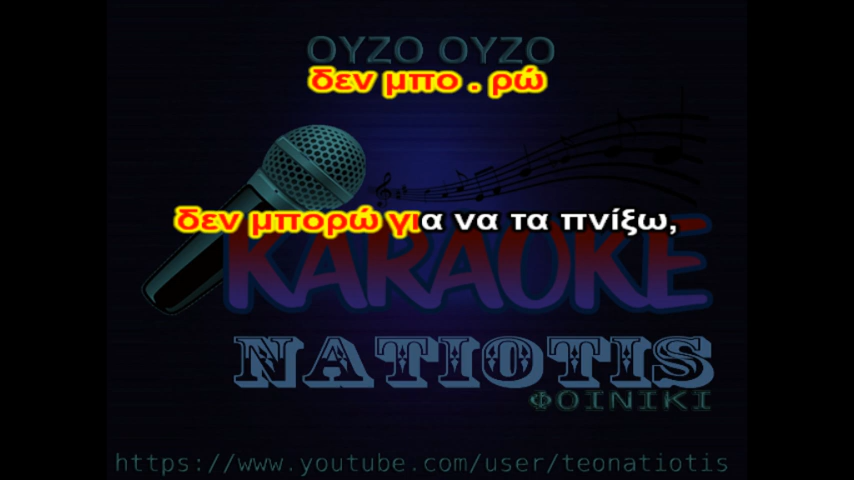 ΟΥΖΟ ΟΥΖΟ
δεν μπο . ρώ
δεν μπορώ για να τα πνίξω,
KARAOKE
NATIOTIS
ΦΟΙΝΙΚΙ
https://www.youtube.com/user/teonatiotis